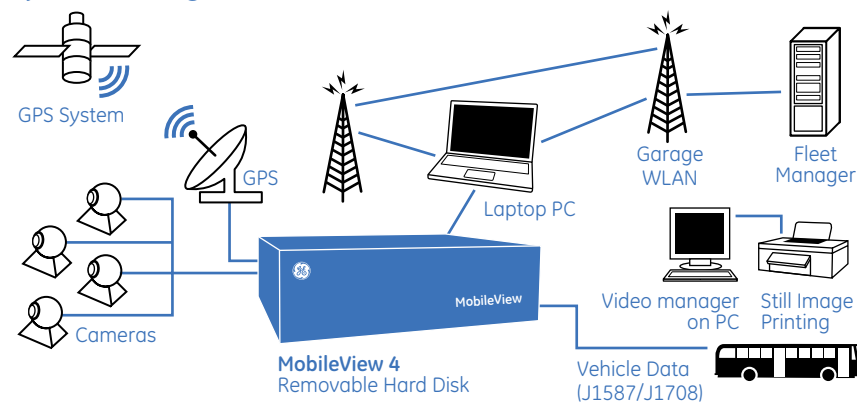 GPS System
GPS
Garage
WLAN
Fleet
Manager
Laptop PC
MobileView
Cameras
Video manager
on PC
Still Image
Printing
MobileView 4
Removable Hard Disk
Vehicle Data
(J1587/J1708)